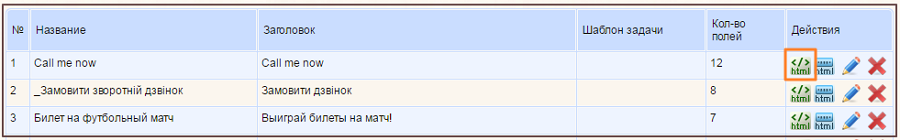 № Название Заголовок Шаблон задачи Кол-во полей Действия
1 Call me now Call me now 12 </> html html
2 _Замовити зворотній дзвінок Замовити дзвінок 8 </> html html
3 Билет на футбольный матч Выиграй билеты на матч! 7 </> html html